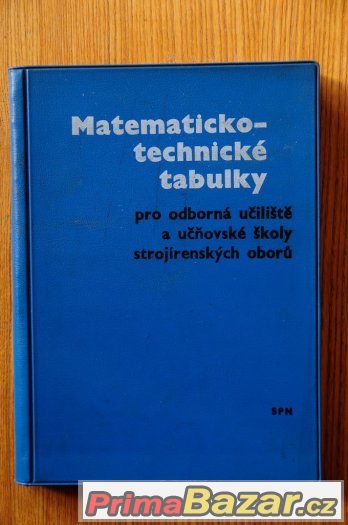 Matematicko-
technické
tabulky
pro odborná učiliště
a učňovské školy
strojírenských oborů
SPN
PrimaBazar.cz